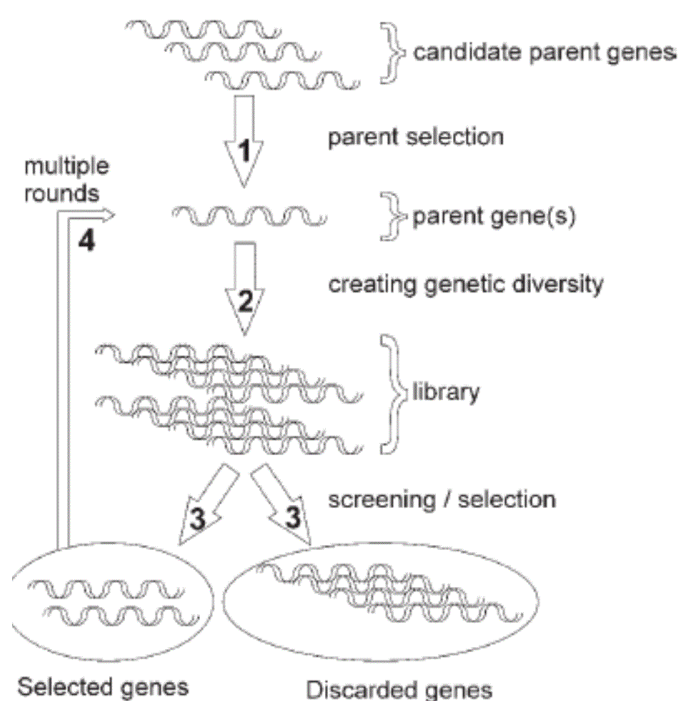 candidate parent genes
1
parent selection
multiple
rounds
4
parent gene(s)
2
creating genetic diversity
library
3
3
screening / selection
Selected genes
Discarded genes